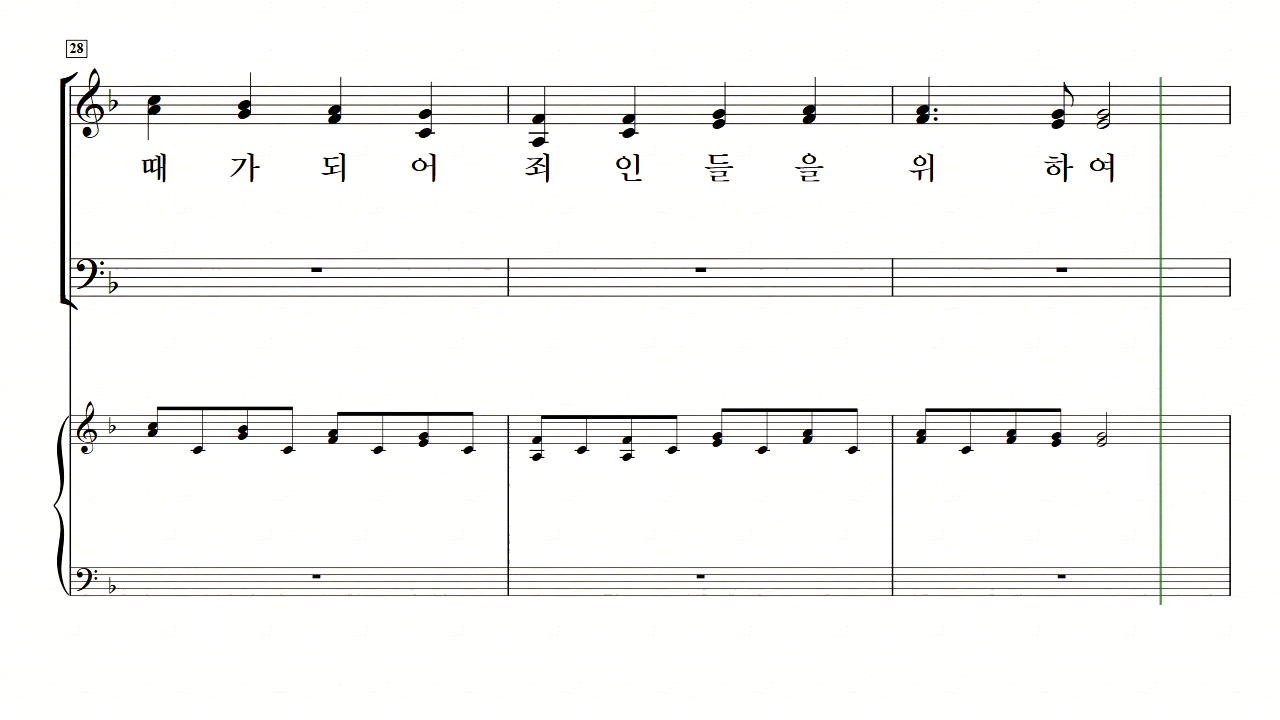 28
때 가 되 어 죄 인 들 을 위 하 여